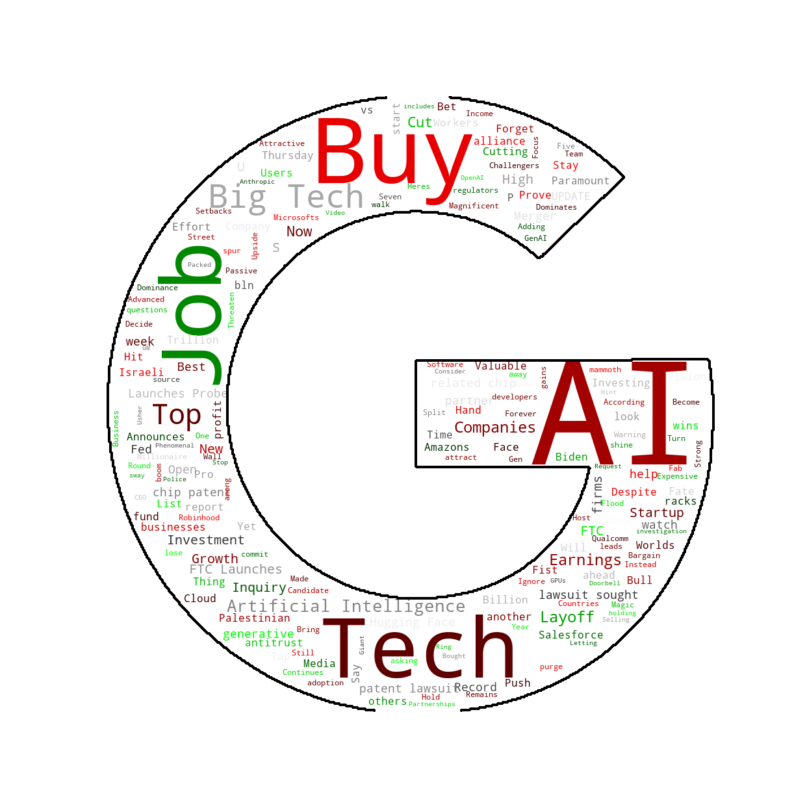 vs
start
includes
Bet
Income
Buy
Cut
Workers
Forget
Attractive
alliance
Focus
Five
Thursday
Cutting
Team
U
Users
Challengers
Stay
Anthropic
OpenAI
High
Paramount
Big Tech
Heres
regulators
P
Prove
UPDATE
Seven
walk
Magnificent
Dominates
Setbacks
Microsofts
Video
Merger
Effort
Company
Now
Adding
Street
GenAI
Job
spur
Upside
S
Packed
Passive
Dominance
bln
Advanced
questions
Threaten
Decide
week
Trillion
Hit
Best
Israeli
source
Launches Probe
Software
Valuable
Consider
away
gains
AI
mammoth
related chip
Investing
Hint
partner
developers
According
Become
Top
Usher
profit
Split
Hand
Forever
look
Business
Time
Companies
Warning
wins
Announces
One
Amazons
Face
shine
Turn
Fed
Phenomenal
New
attract
Gen
Biden
Strong
Millionaire
Wall
Round
boom
Open
Stop
Request
Fab
sway
Police
Pro
help
Expensive
chip patent
among
firms
Despite
Fate
CEO
List
report
Flood
racks
fund
Robinhood
Host
Startup
businesses
Yet
FTC
watch
investigation
Investment
Qualcomm
Worlds
lose
commit
Will
leads
Growth
Earnings
Bargain
FTC Launches
Fist
ahead
Instead
Thing
Inquiry
Made
Ignore
GPUs
Doorbell
Bull
Cloud
Candidate
lawsuit sought
Artificial Intelligence
Billion
Countries
Magic
Palestinian
Hugging Face
another
Layoff
holding
Selling
Tech
Bring
Year
generative
Salesforce
antitrust
Giant
Ring
Letting
Still
Tap
Media
asking
Bought
Continues
Say
purge
adoption
patent lawsuit
Record
Push
Hold
Remains
others
Partnerships